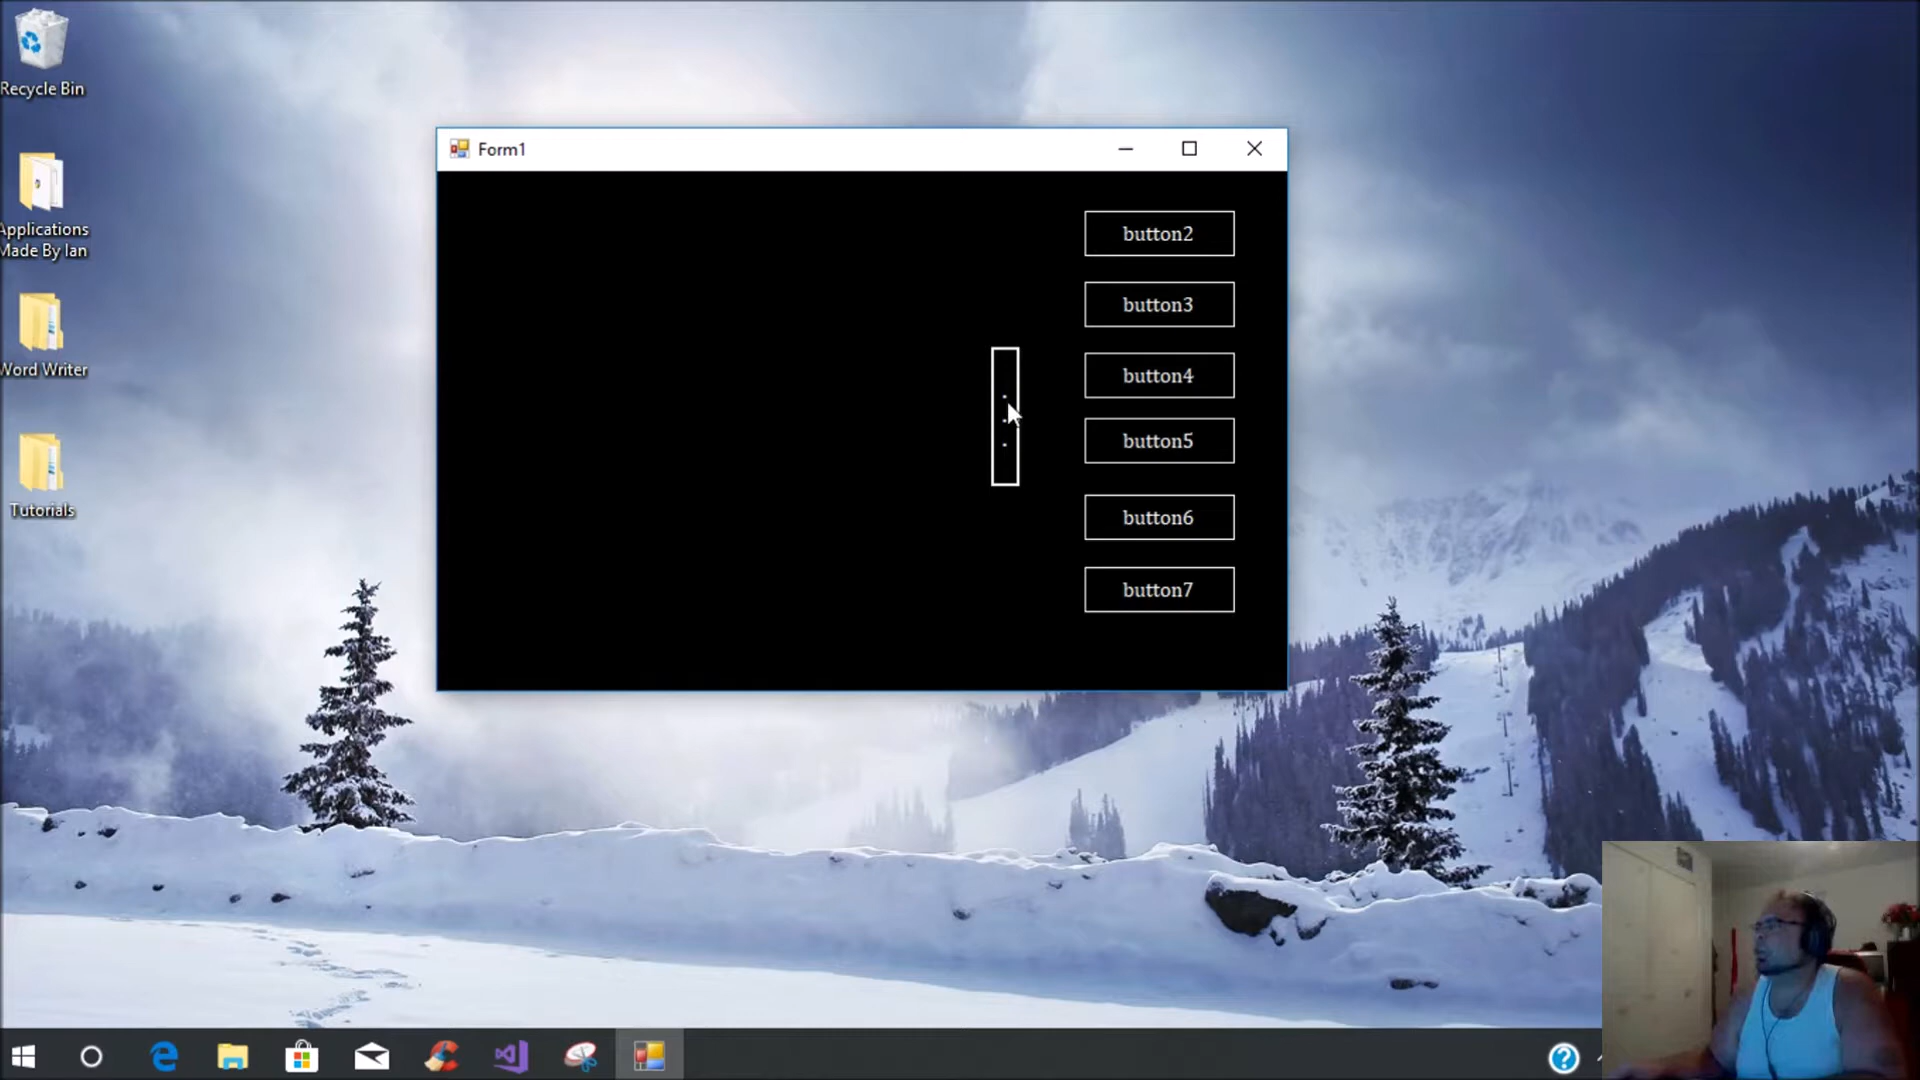 Recycle Bin
Applications
Made By Ian
Word Writer
Tutorials
Form1
button2
button3
button4
button5
button6
button7